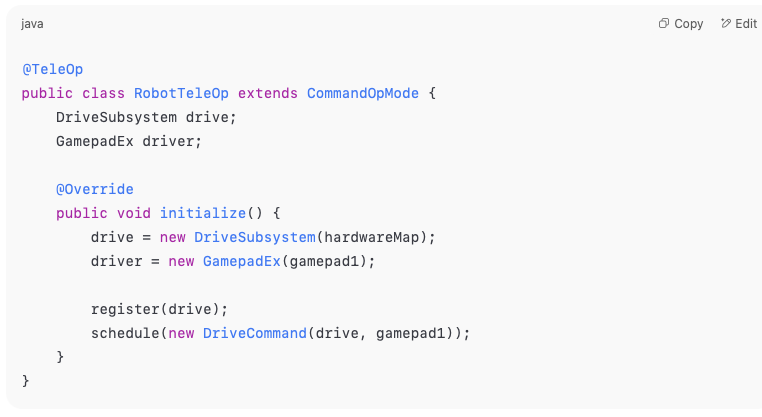 java
Copy
Edit
@TeleOp
public class RobotTeleOp extends CommandOpMode {
    DriveSubsystem drive;
    GamepadEx driver;

    @Override
    public void initialize() {
        drive = new DriveSubsystem(hardwareMap);
        driver = new GamepadEx(gamepad1);

        register(drive);
        schedule(new DriveCommand(drive, gamepad1));
    }
}